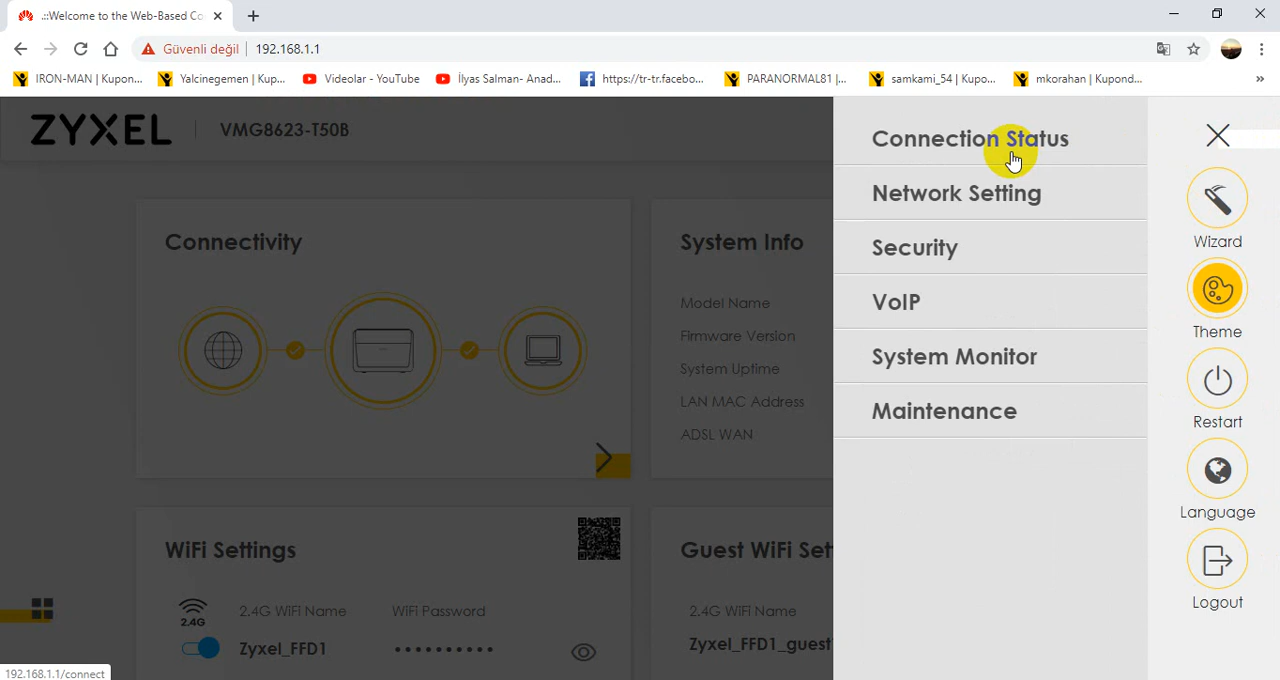 .::Welcome to the Web-Based Co
Güvenli değil
192.168.1.1
IRON-MAN | Kupon...
Yalcinegemen | Kup...
Videolar - YouTube
İlyas Salman- Anad...
https://tr-tr.facebo...
PARANORMAL81 |...
samkami_54 | Kupo...
mkorahan | Kupond...
»
ZYXEL
VMG8623-T50B
Connectivity
System Info
Model Name
Firmware Version
System Uptime
LAN MAC Address
ADSL WAN
WiFi Settings
2.4G
2.4G WiFi Name
WiFi Password
Zyxel_FFD1
••••••••••
Guest WiFi Set
2.4G WiFi Name
Zyxel_FFD1_guest
Connection Status
Network Setting
Security
VoIP
System Monitor
Maintenance
Wizard
Theme
Restart
Language
Logout
192.168.1.1/connect